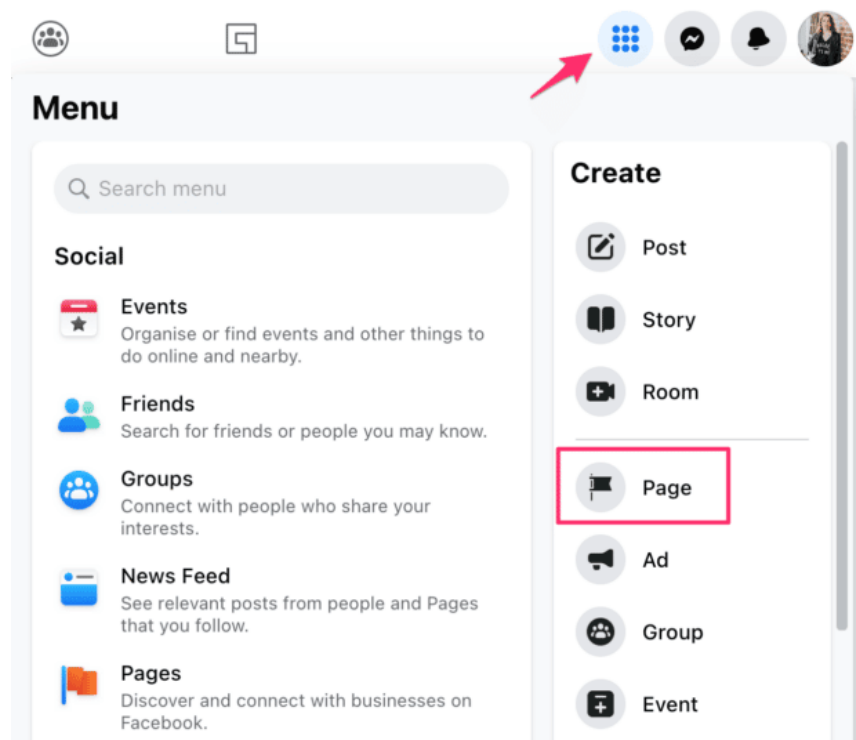 Menu
Search menu
Social
Events
Organise or find events and other things to
do online and nearby.
Friends
Search for friends or people you may know.
Groups
Connect with people who share your
interests.
News Feed
See relevant posts from people and Pages
that you follow.
Pages
Discover and connect with businesses on
Facebook.
Create
Post
Story
Room
Page
Ad
Group
Event